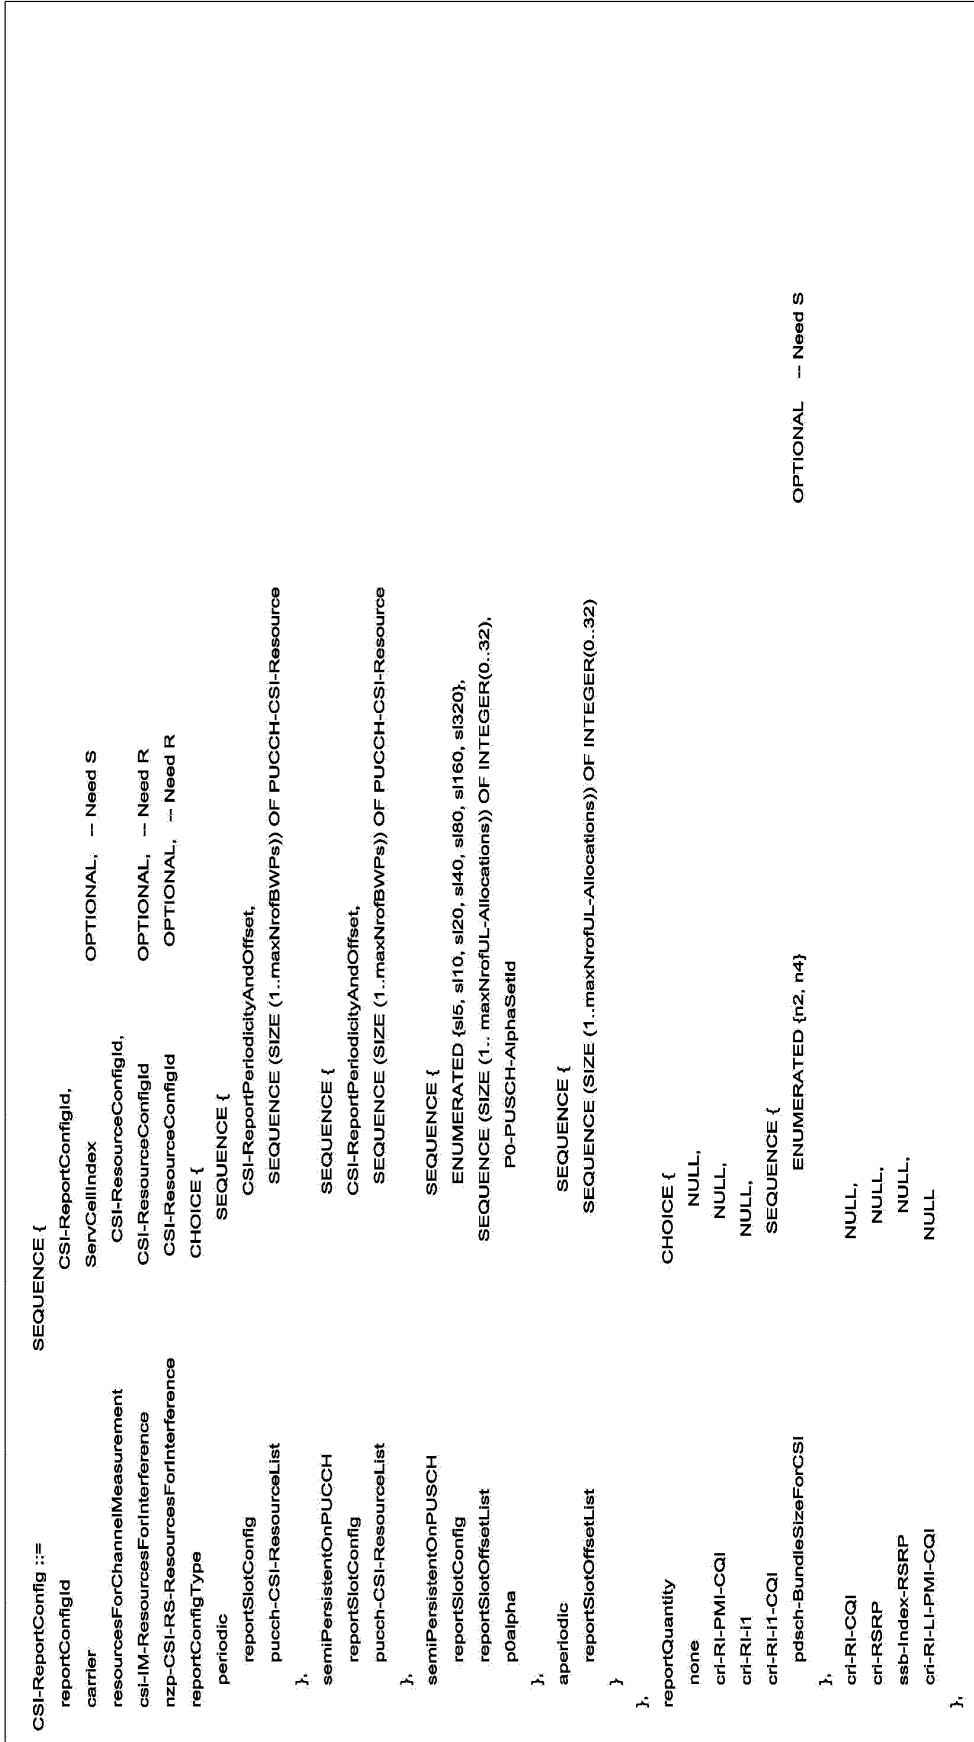 CSI-ReportConfig ::= SEQUENCE {
reportConfigId CSI-ReportConfigId,
carrier ServCellIndex OPTIONAL, -- Need S
resourcesForChannelMeasurement CSI-ResourceConfigId,
csi-IM-ResourcesForInterference CSI-ResourceConfigId OPTIONAL, -- Need R
nzp-CSI-RS-ResourcesForInterference CSI-ResourceConfigId OPTIONAL, -- Need R
reportConfigType CHOICE {
periodic SEQUENCE {
reportSlotConfig CSI-ReportPeriodicityAndOffset,
pucch-CSI-ResourceList SEQUENCE (SIZE (1..maxNrofBWPs)) OF PUCCH-CSI-Resource
},
semiPersistentOnPUCCH SEQUENCE {
reportSlotConfig CSI-ReportPeriodicityAndOffset,
pucch-CSI-ResourceList SEQUENCE (SIZE (1..maxNrofBWPs)) OF PUCCH-CSI-Resource
},
semiPersistentOnPUSCH SEQUENCE {
reportSlotConfig ENUMERATED {sl5, sl10, sl20, sl40, sl80, sl160, sl320},
reportSlotOffsetList SEQUENCE (SIZE (1.. maxNrofUL-Allocations)) OF INTEGER(0..32),
p0alpha P0-PUSCH-AlphaSetId
},
aperiodic SEQUENCE {
reportSlotOffsetList SEQUENCE (SIZE (1..maxNrofUL-Allocations)) OF INTEGER(0..32)
}
},
reportQuantity CHOICE {
none NULL,
cri-RI-PMI-CQI NULL,
cri-RI-i1 NULL,
cri-RI-i1-CQI SEQUENCE {
pdsch-BundleSizeForCSI ENUMERATED {n2, n4} OPTIONAL -- Need S
},
cri-RI-CQI NULL,
cri-RSRP NULL,
ssb-Index-RSRP NULL,
cri-RI-LI-PMI-CQI NULL
},